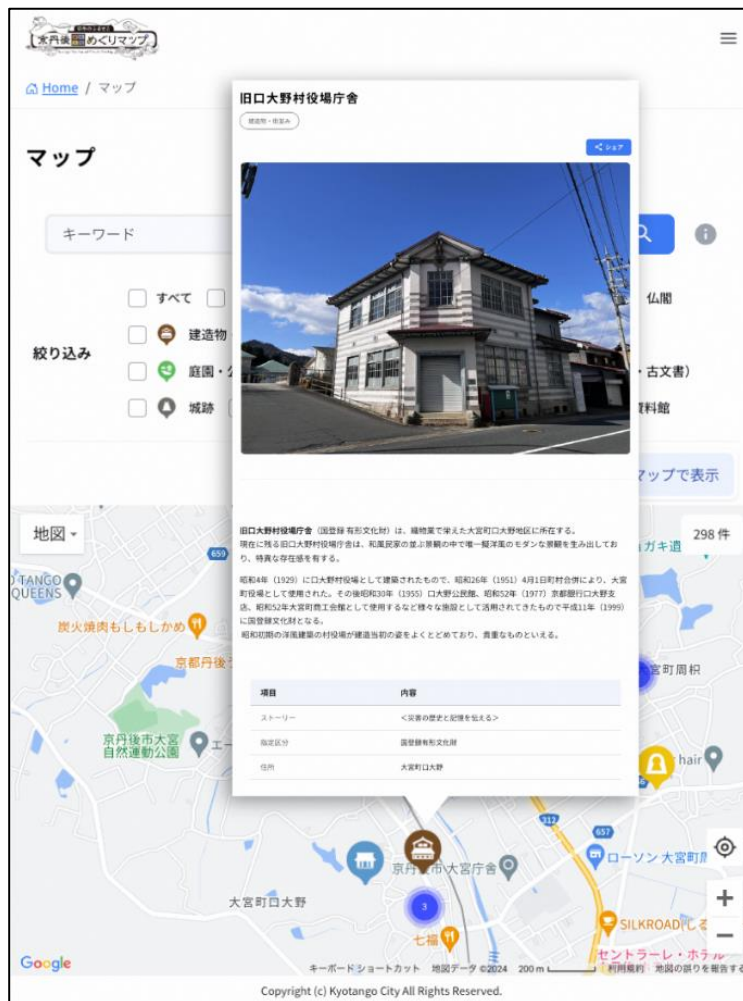 京丹後
めぐりマップ
Home / マップ
マップ
キーワード
すべて
仏閣
絞り込み
建造物・
庭園・公
・古文書）
城跡
資料館
マップで表示
旧口大野村役場庁舎
建造物・街並み
シェア
旧口大野村役場庁舎（国登録有形文化財）は、織物業で栄えた大宮町口大野地区に所在する。
現在に残る旧口大野村役場庁舎は、和風民家の並ぶ景観の中で唯一擬洋風のモダンな景観を生み出してお
り、特異な存在感を有する。
昭和4年（1929）に口大野村役場として建築されたもので、昭和26年（1951）4月1日町村合併により、大宮
町役場として使用された。その後昭和30年（1955）口大野公民館、昭和52年（1977）京都銀行口大野支
店、昭和52年大宮町商工会館として使用するなど様々な施設として活用されてきたもので平成11年（1999）
に国登録文化財となる。
昭和初期の洋風建築の村役場が建造当初の姿をよくとどめており、貴重なものといえる。
項目 内容
ストーリー ＜災害の歴史と記憶を伝える＞
指定区分 国登録有形文化財
住所 大宮町口大野
地図
298 件
659
ガキ遺
TANGO
QUEENS
炭火焼肉もしもしかめ
京都丹後
宮町周枳
京丹後市大宮
自然運動公園
エー
hair
312
657
ローソン 大宮町周
京丹後市大宮庁舎
大宮町口大野
3
七福
SILKROAD(しる
セントラーレ・ホテル
Google
キーボード ショートカット 地図データ ©2024 200 m 利用規約 地図の誤りを報告する
Copyright (c) Kyotango City All Rights Reserved.